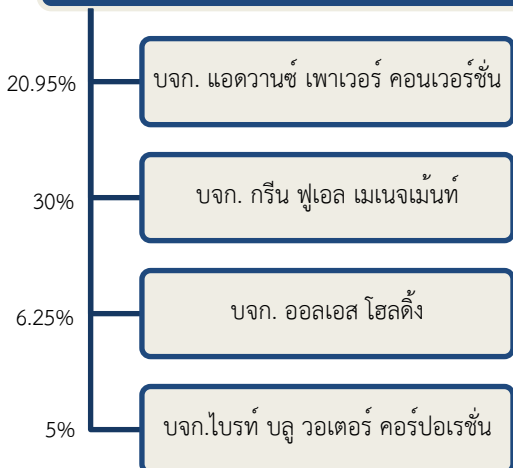 20.95%
บจก. แอดวานซ์ เพาเวอร์ คอนเวอร์ชั่น
30%
บจก. กรีน ฟูเอล เมเนจเม้นท์
6.25%
บจก. ออลเอส โฮลดิ้ง
5%
บจก.ไบรท์ บลู วอเตอร์ คอร์ปอเรชั่น